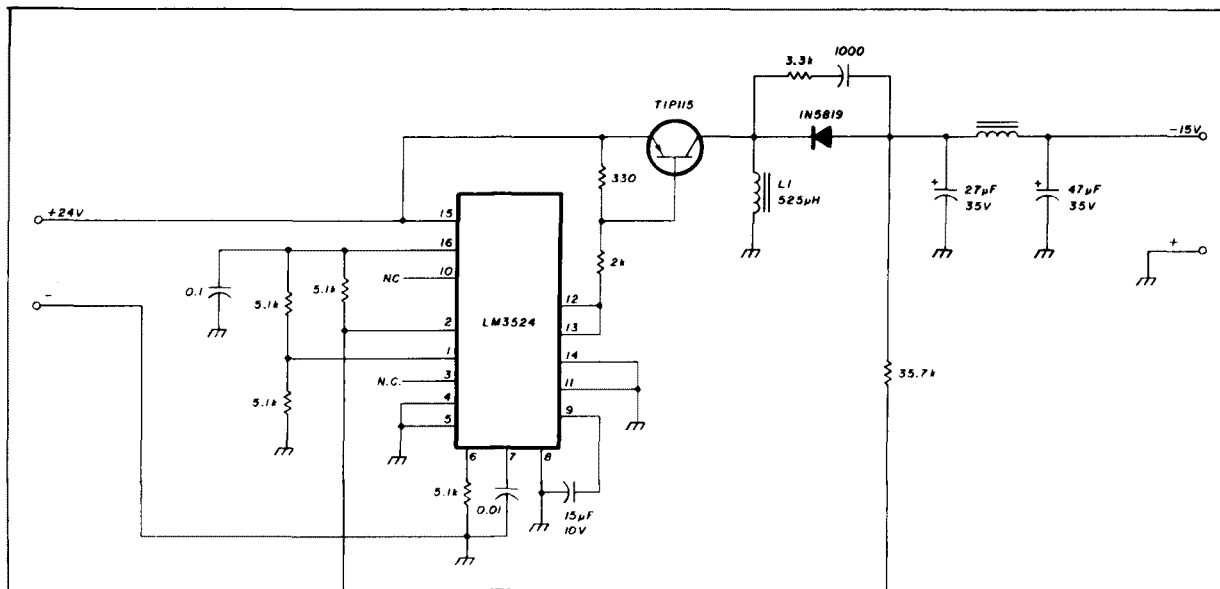 3.3k
1000
TIP115
1N5819
-15V
330
L1
525µH
27µF
35V
47µF
35V
+24V
15
16
10
NC
2k
+
0.1
5.1k
5.1k
2
12
13
LM3524
-
1
14
N.C.
3
35.7k
4
11
5.1k
5
9
6
7
8
5.1k
0.01
15µF
10V
+
+